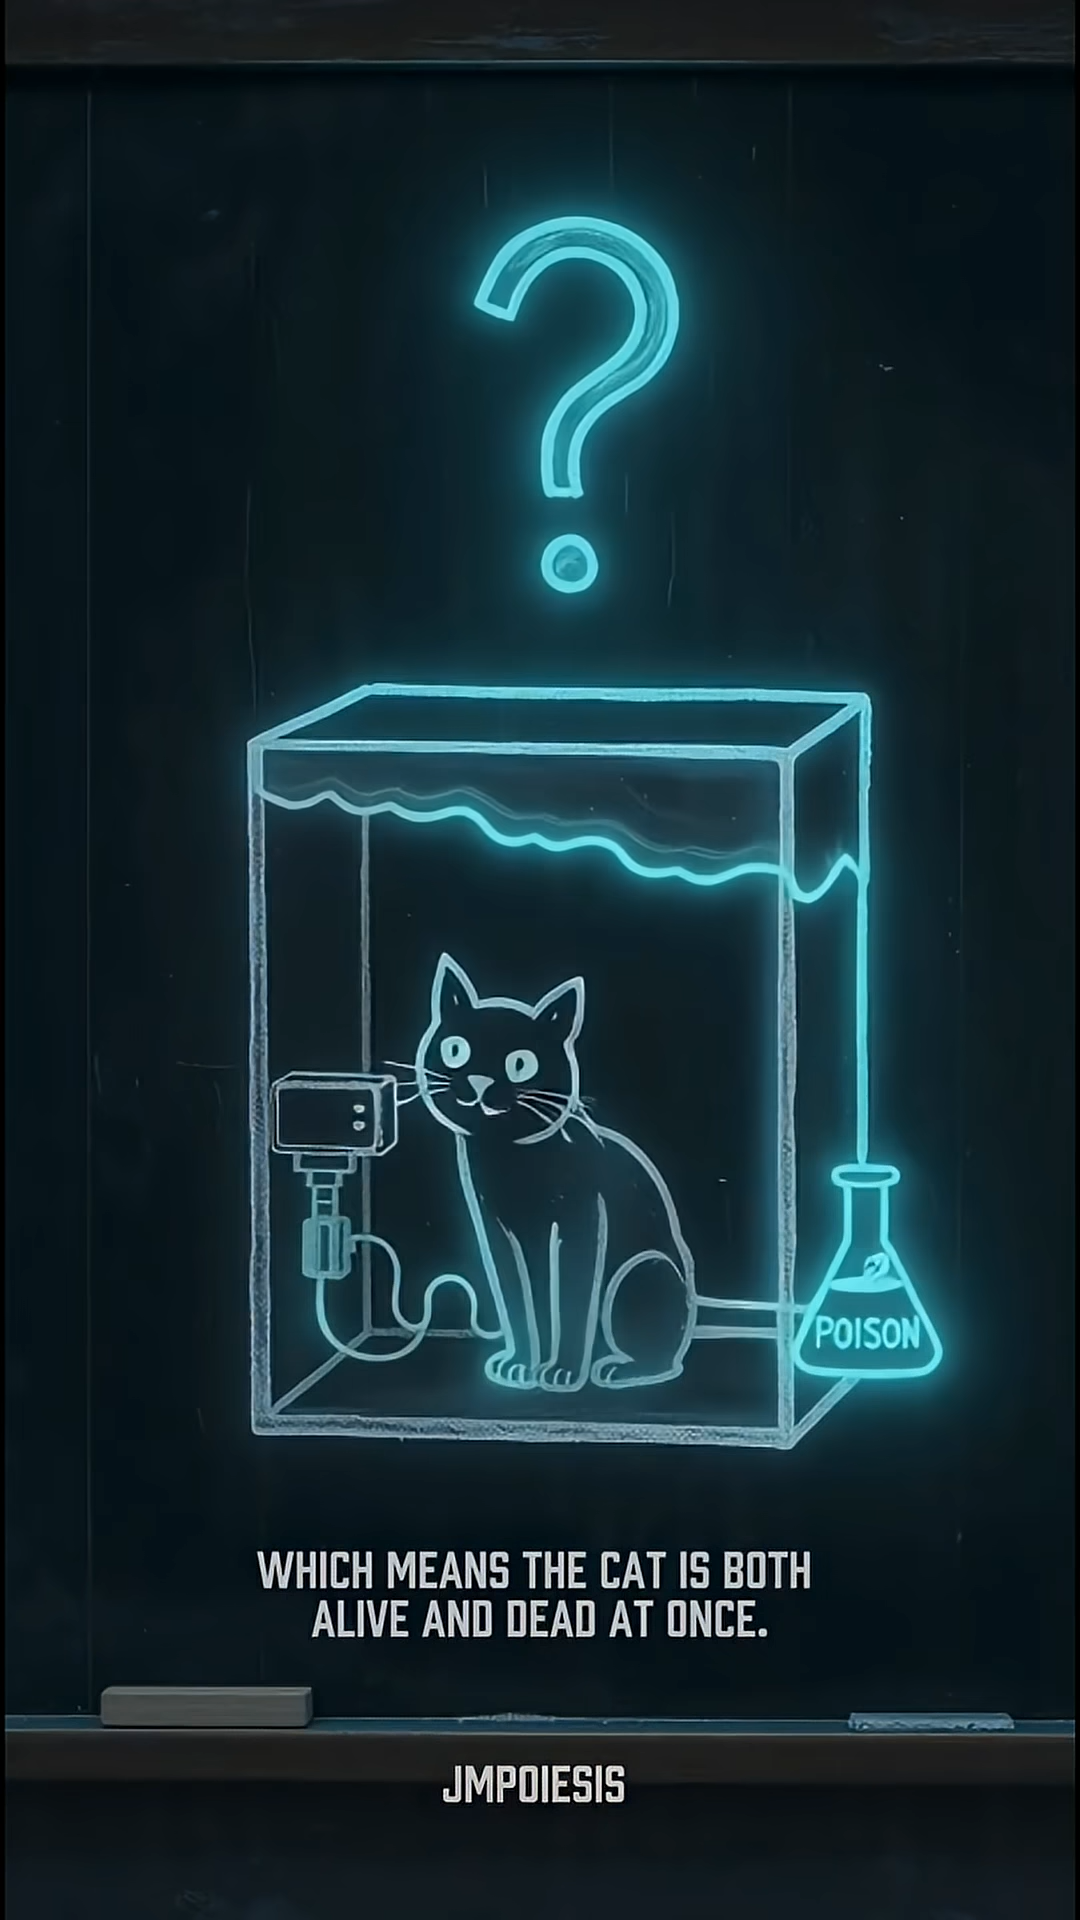 ?
POISON
WHICH MEANS THE CAT IS BOTH
ALIVE AND DEAD AT ONCE.
JMPOIESIS